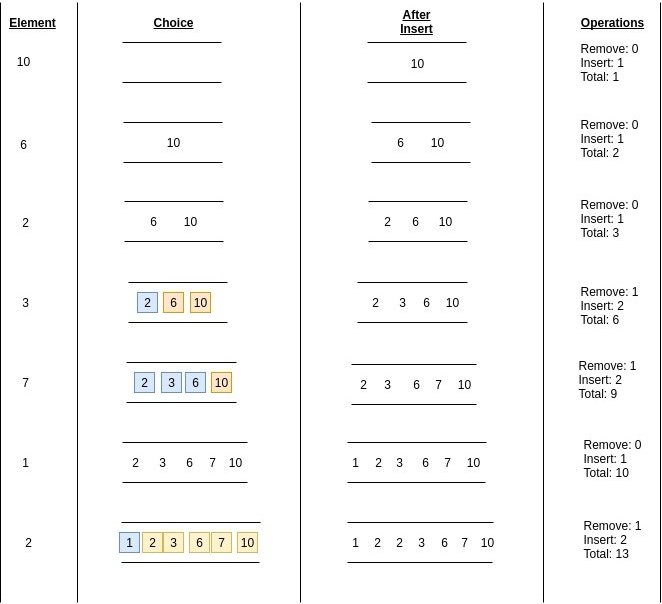 Element Choice After Insert Operations
10 10 Remove: 0
Insert: 1
Total: 1
6 10 6 10 Remove: 0
Insert: 1
Total: 2
2 6 10 2 6 10 Remove: 0
Insert: 1
Total: 3
3 2 6 10 2 3 6 10 Remove: 1
Insert: 2
Total: 6
7 2 3 6 10 2 3 6 7 10 Remove: 1
Insert: 2
Total: 9
1 2 3 6 7 10 1 2 3 6 7 10 Remove: 0
Insert: 1
Total: 10
2 1 2 3 6 7 10 1 2 2 3 6 7 10 Remove: 1
Insert: 2
Total: 13